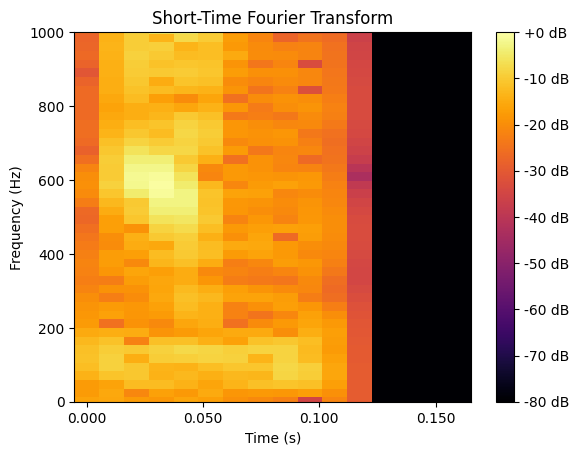 Short-Time Fourier Transform
1000
800
600
400
200
0
Frequency (Hz)
0.000
0.050
0.100
0.150
Time (s)
+0 dB
-10 dB
-20 dB
-30 dB
-40 dB
-50 dB
-60 dB
-70 dB
-80 dB